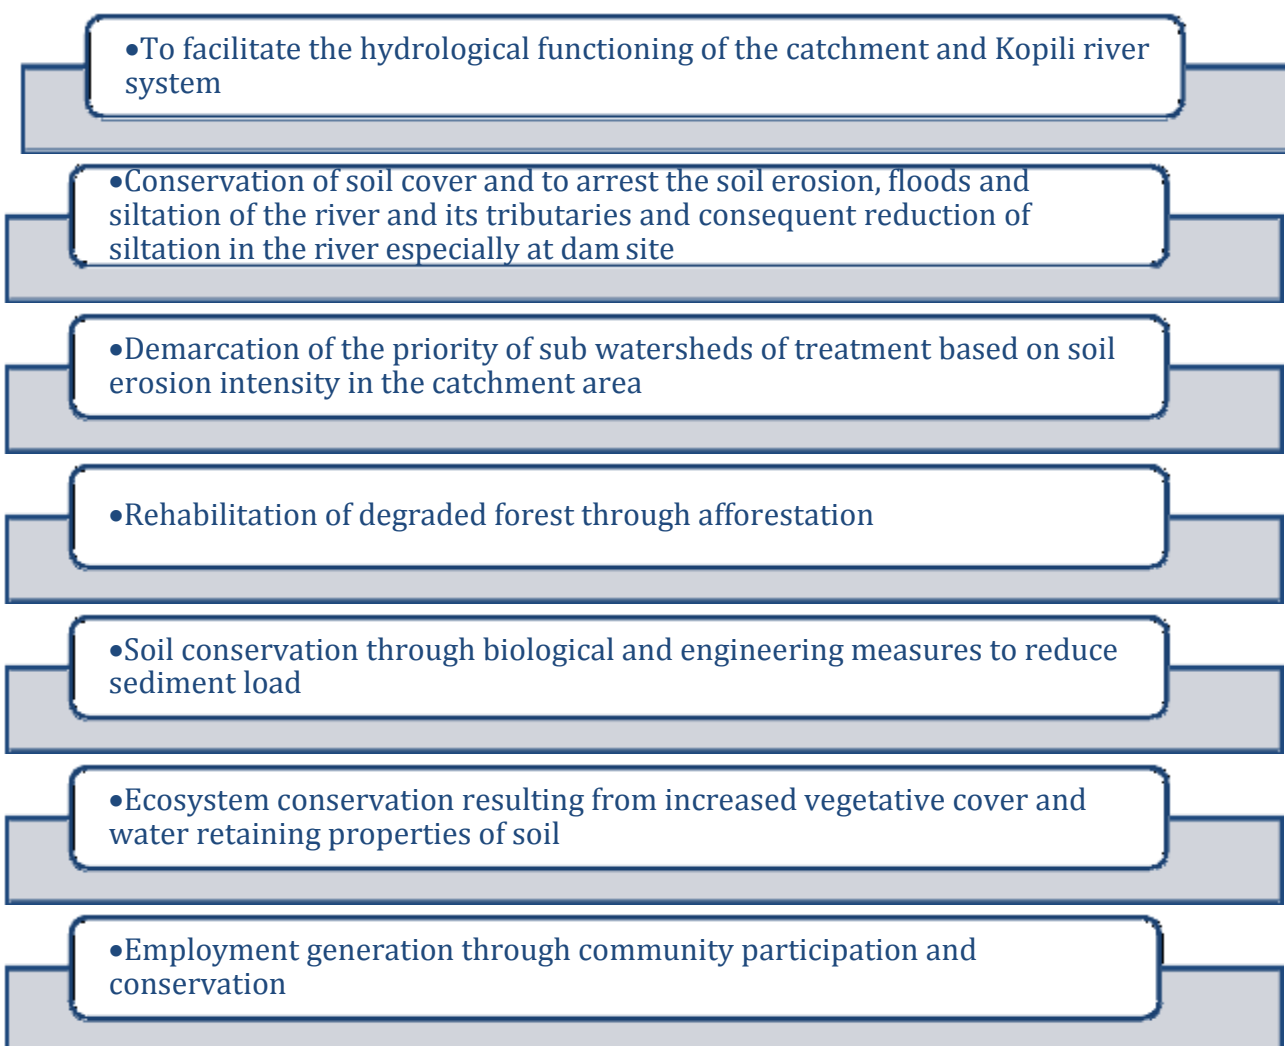 •To facilitate the hydrological functioning of the catchment and Kopili river
system
•Conservation of soil cover and to arrest the soil erosion, floods and
siltation of the river and its tributaries and consequent reduction of
siltation in the river especially at dam site
•Demarcation of the priority of sub watersheds of treatment based on soil
erosion intensity in the catchment area
•Rehabilitation of degraded forest through afforestation
•Soil conservation through biological and engineering measures to reduce
sediment load
•Ecosystem conservation resulting from increased vegetative cover and
water retaining properties of soil
•Employment generation through community participation and
conservation